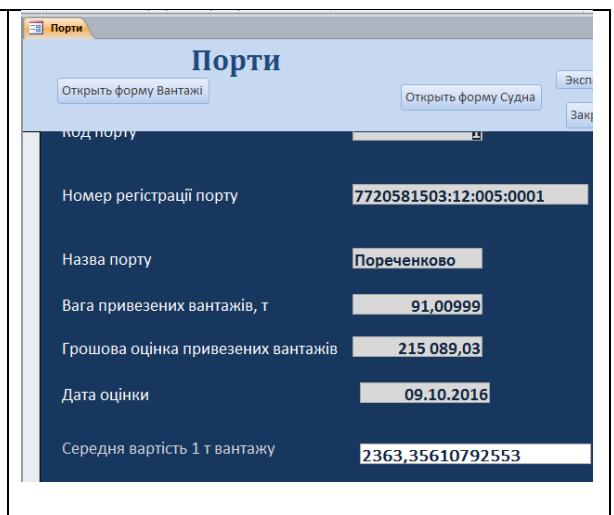 Порти
Порти
Открыть форму Вантажі
Открыть форму Судна
Код порту 1
Номер регістрації порту 7720581503:12:005:0001
Назва порту Пореченково
Вага привезених вантажів, т 91,00999
Грошова оцінка привезених вантажів 215 089,03
Дата оцінки 09.10.2016
Середня вартість 1 т вантажу 2363,35610792553